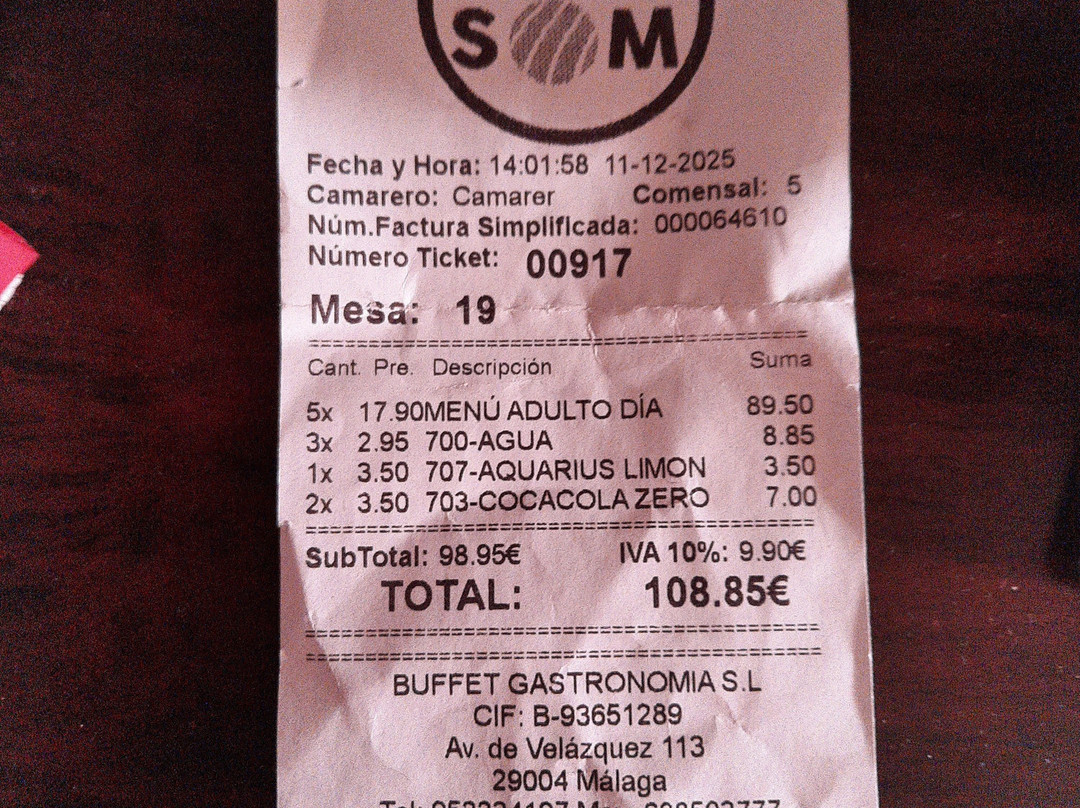 SOM
Fecha y Hora: 14:01:58 11-12-2025
Camarero: Camarer Comensal: 5
Núm.Factura Simplificada: 000064610
Número Ticket: 00917
Mesa: 19
Cant. Pre. Descripción Suma
5x 17.90MENÚ ADULTO DÍA 89.50
3x 2.95 700-AGUA 8.85
1x 3.50 707-AQUARIUS LIMON 3.50
2x 3.50 703-COCACOLA ZERO 7.00
SubTotal: 98.95€ IVA 10%: 9.90€
TOTAL: 108.85€
BUFFET GASTRONOMIA S.L
CIF: B-93651289
Av. de Velázquez 113
29004 Málaga